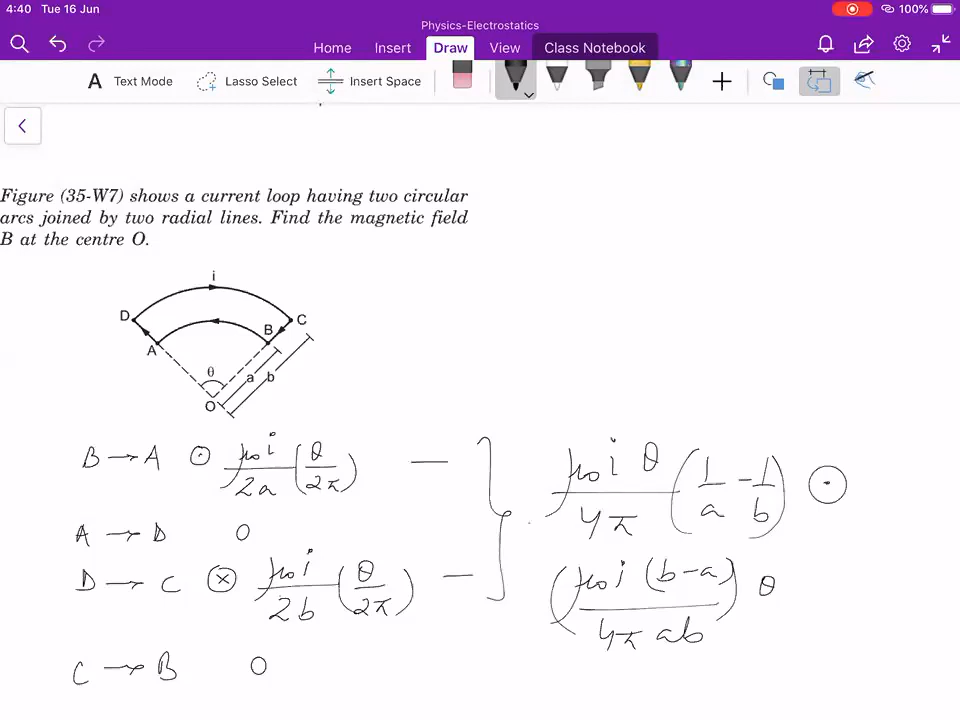 4:40 Tue 16 Jun 100%
Physics-Electrostatics
Home Insert Draw View Class Notebook
A Text Mode Lasso Select Insert Space
Figure (35-W7) shows a current loop having two circular
arcs joined by two radial lines. Find the magnetic field
B at the centre O.
i
D C
B
A
θ a b
O
B → A ⊙ μ₀i/2a (θ/2π) — } μ₀iθ/4π (1/a − 1/b) ⊙
A → D 0
D → C ⊗ μ₀i/2b (θ/2π) — (μ₀i(b−a)/4π ab) θ
C → B 0